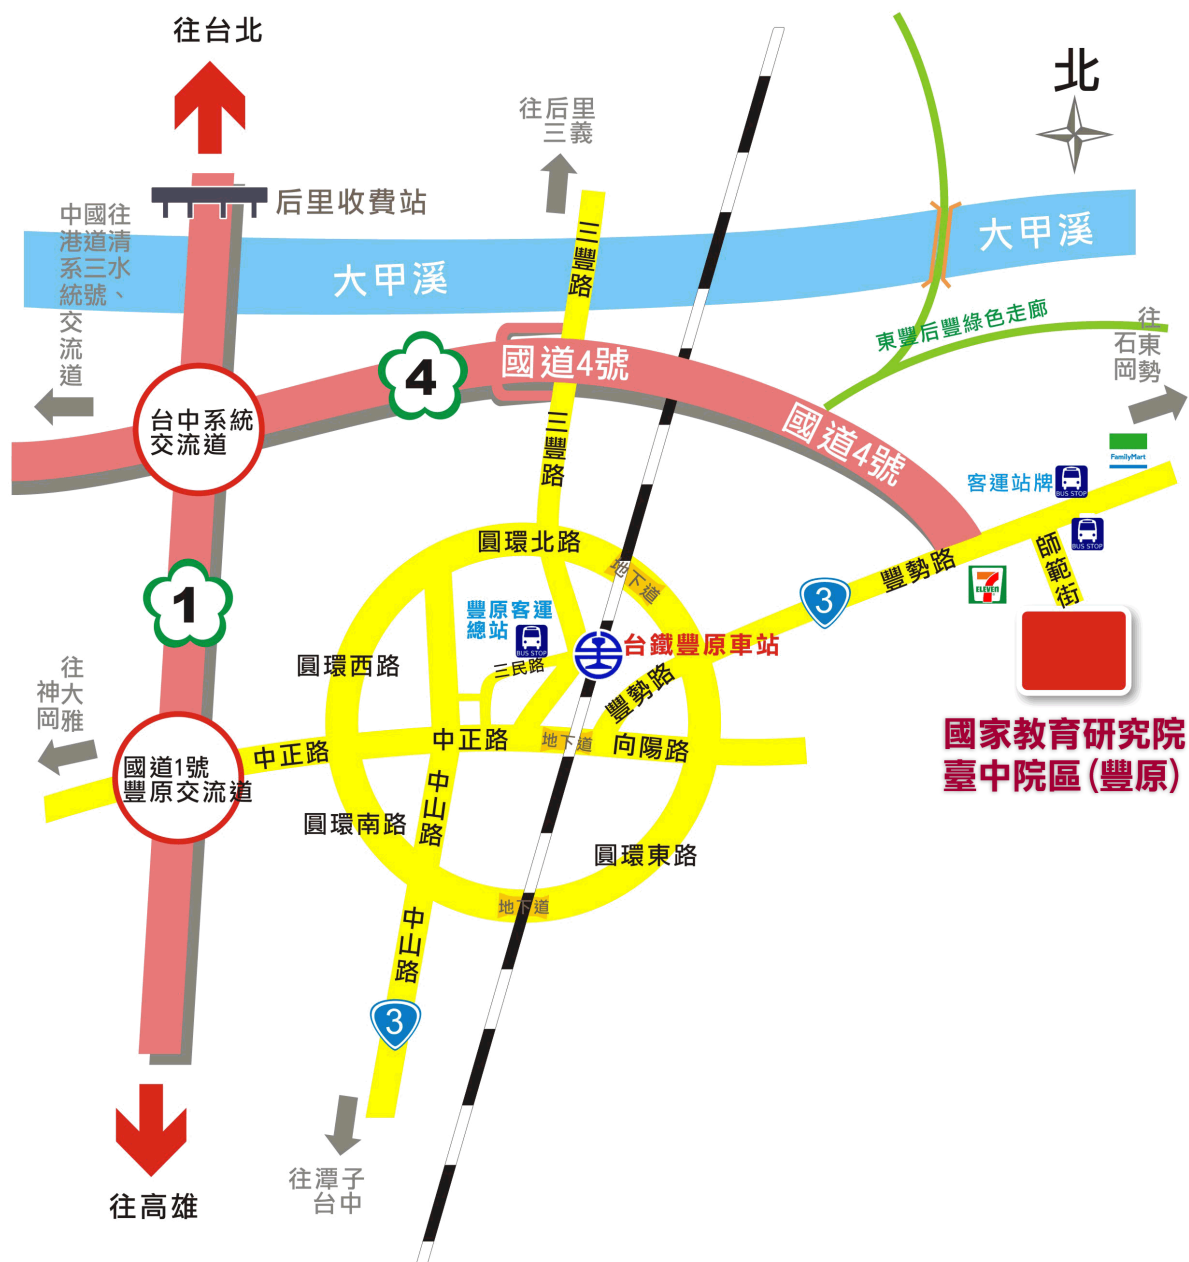 往台北
北
往后里
三義
后里收費站
往清水、
國道三號
中港系統交流道
大甲溪
大甲溪
三豐路
東豐后豐綠色走廊
往東勢
石岡
國道4號
國道4號
4
台中系統
交流道
三豐路
FamilyMart
客運站牌
BUS STOP
BUS STOP
師範街
圓環北路
地下道
豐勢路
7
ELEVEN
3
1
豐原客運
總站
BUS STOP
台鐵豐原車站
三民路
圓環西路
豐勢路
往大雅
神岡
國道1號
豐原交流道
中正路
中正路
地下道
向陽路
國家教育研究院
臺中院區(豐原)
中山路
圓環南路
圓環東路
地下道
中山路
3
往潭子
台中
往高雄